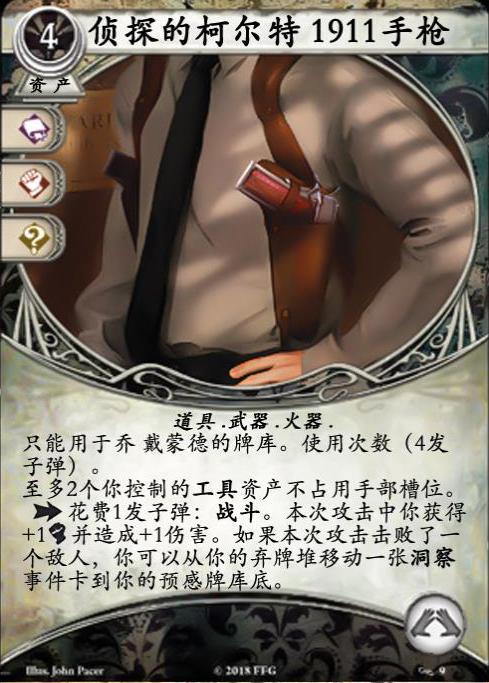 4
侦探的柯尔特 1911手枪
资产
道具.武器.火器.
只能用于乔 戴蒙德的牌库。使用次数（4发
子弹）。
至多2个你控制的工具资产不占用手部槽位。
花费1发子弹：战斗。本次攻击中你获得
+1 并造成+1伤害。如果本次攻击击败了一
个敌人，你可以从你的弃牌堆移动一张洞察
事件卡到你的预感牌库底。
Illus. John Pacer
© 2018 FFG
9